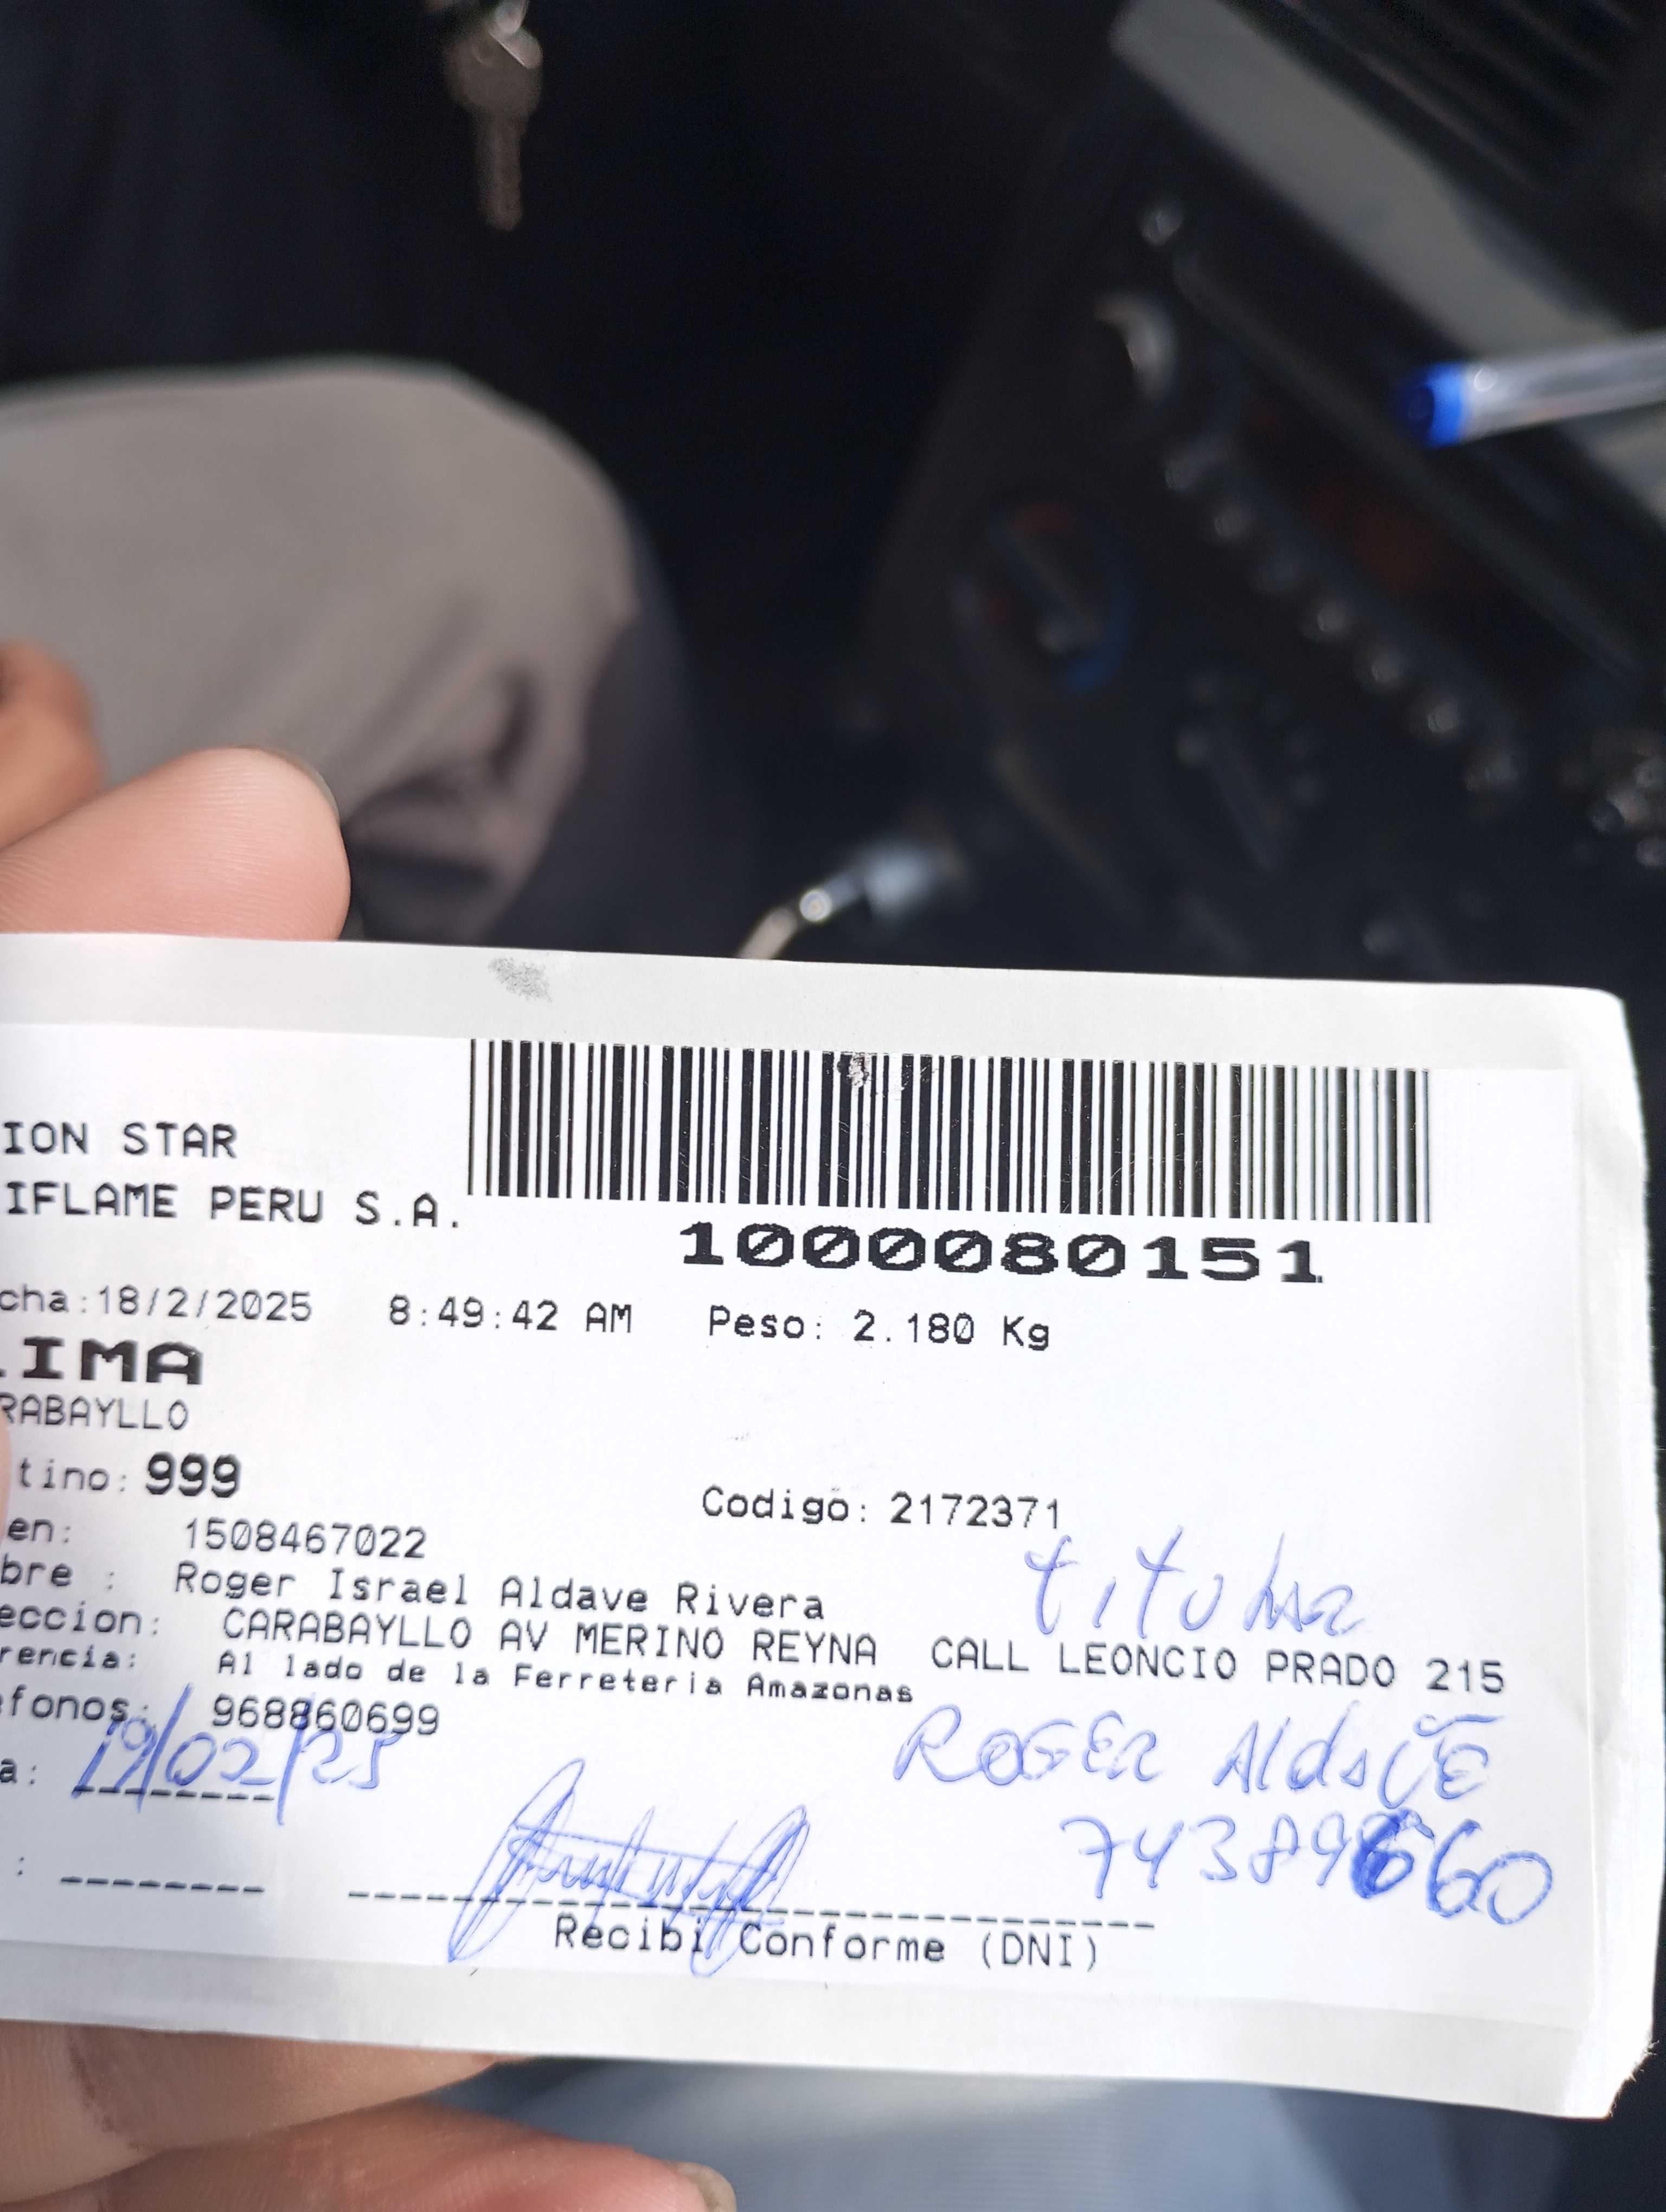 ION STAR
IFLAME PERU S.A.
1000080151
cha:18/2/2025 8:49:42 AM Peso: 2.180 Kg
IMA
RABAYLLO
tino: 999
Codigo: 2172371
en: 1508467022
bre : Roger Israel Aldave Rivera
titular
eccion: CARABAYLLO AV MERINO REYNA CALL LEONCIO PRADO 215
rencia: Al lado de la Ferreteria Amazonas
fonos: 968860699
a: 19/02/25
ROGER AldaVE
74389660
Recibi Conforme (DNI)